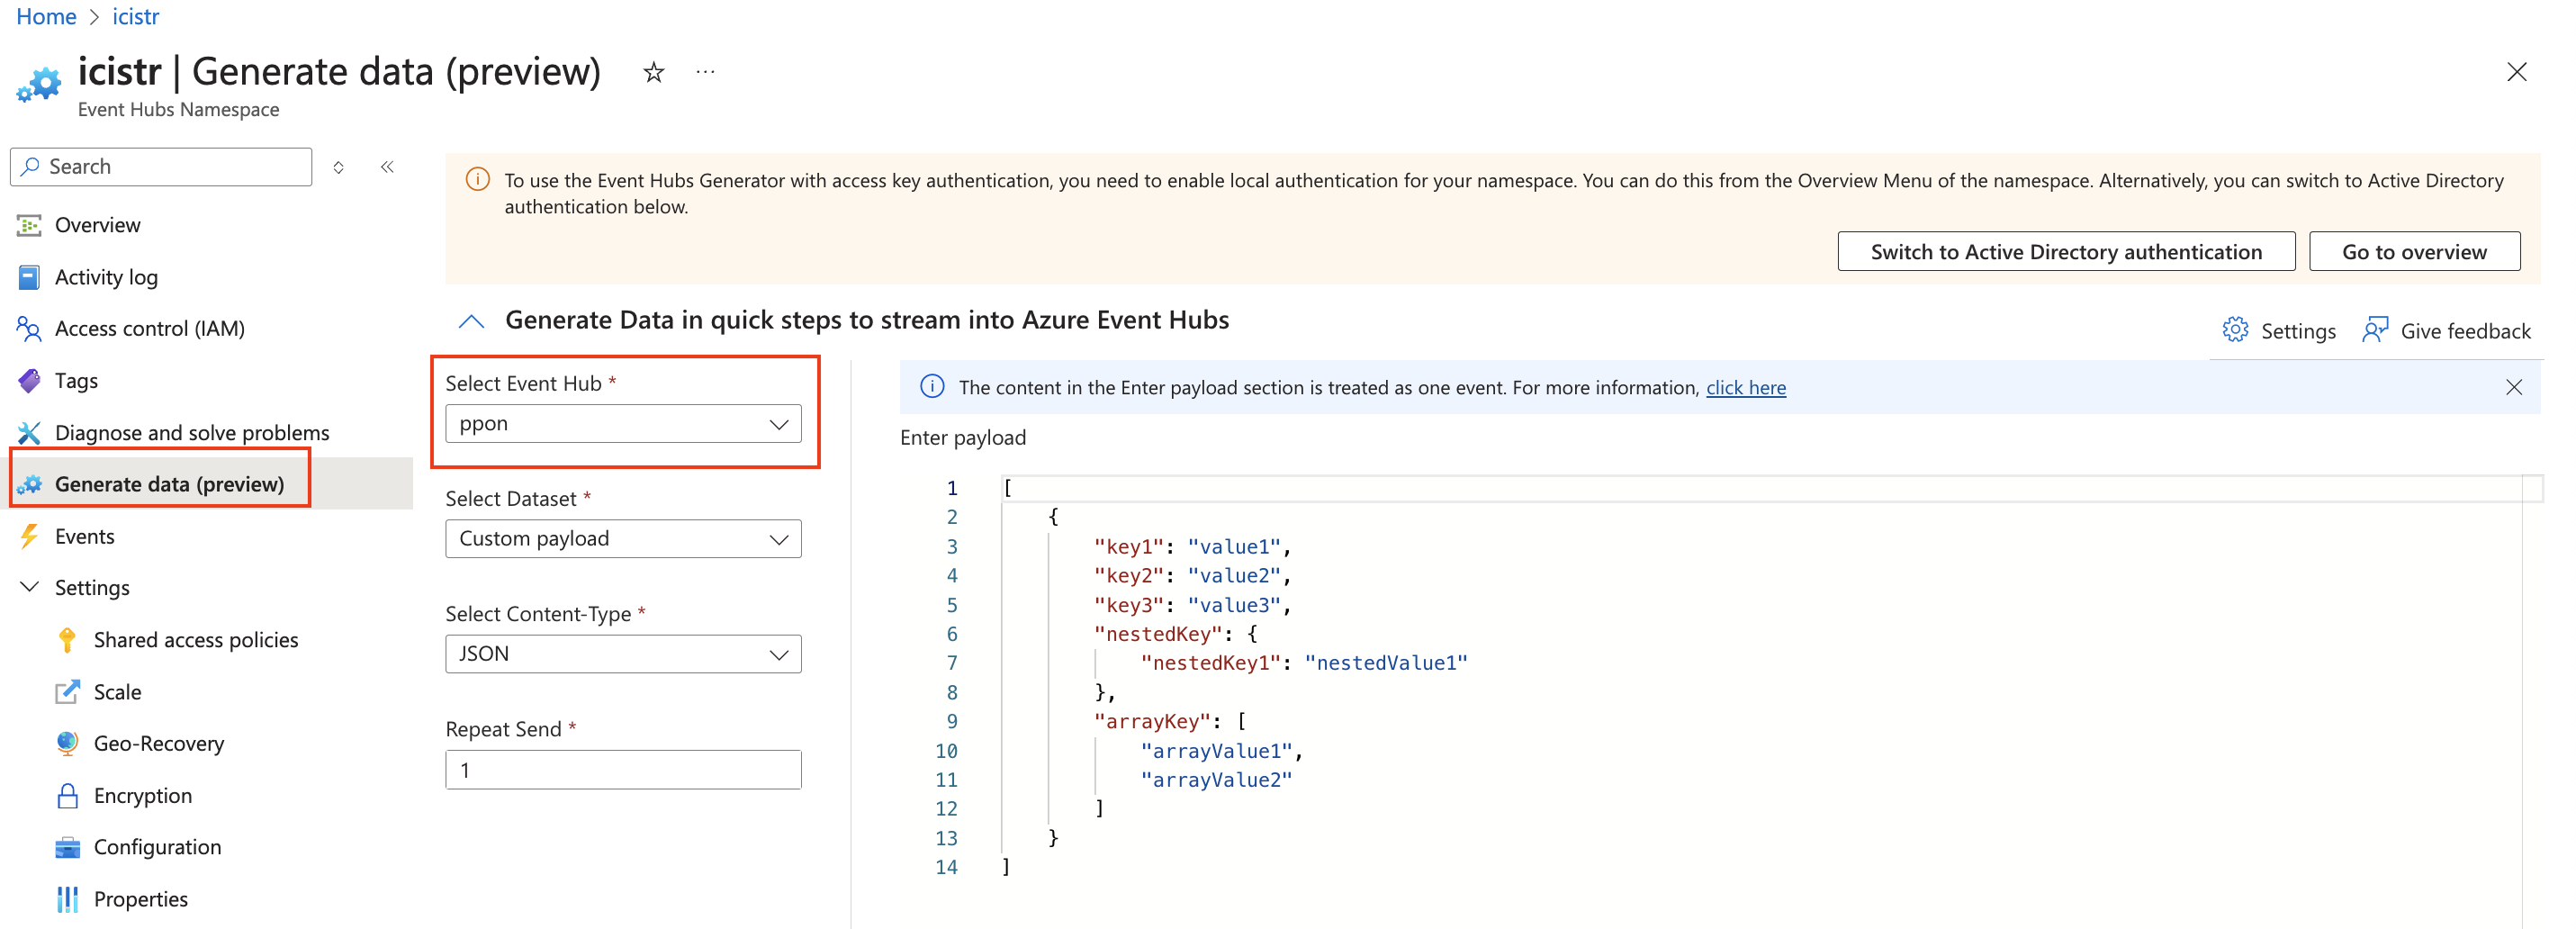 Home > icistr
icistr | Generate data (preview) ☆ ...
Event Hubs Namespace
Search
Overview
Activity log
Access control (IAM)
Tags
Diagnose and solve problems
Generate data (preview)
Events
Settings
Shared access policies
Scale
Geo-Recovery
Encryption
Configuration
Properties
To use the Event Hubs Generator with access key authentication, you need to enable local authentication for your namespace. You can do this from the Overview Menu of the namespace. Alternatively, you can switch to Active Directory
authentication below.
Switch to Active Directory authentication
Go to overview
Generate Data in quick steps to stream into Azure Event Hubs
Settings
Give feedback
Select Event Hub *
ppon
Select Dataset *
Custom payload
Select Content-Type *
JSON
Repeat Send *
1
The content in the Enter payload section is treated as one event. For more information, click here
Enter payload
1 [
2 {
3 "key1": "value1",
4 "key2": "value2",
5 "key3": "value3",
6 "nestedKey": {
7 "nestedKey1": "nestedValue1"
8 },
9 "arrayKey": [
10 "arrayValue1",
11 "arrayValue2"
12 ]
13 }
14 ]